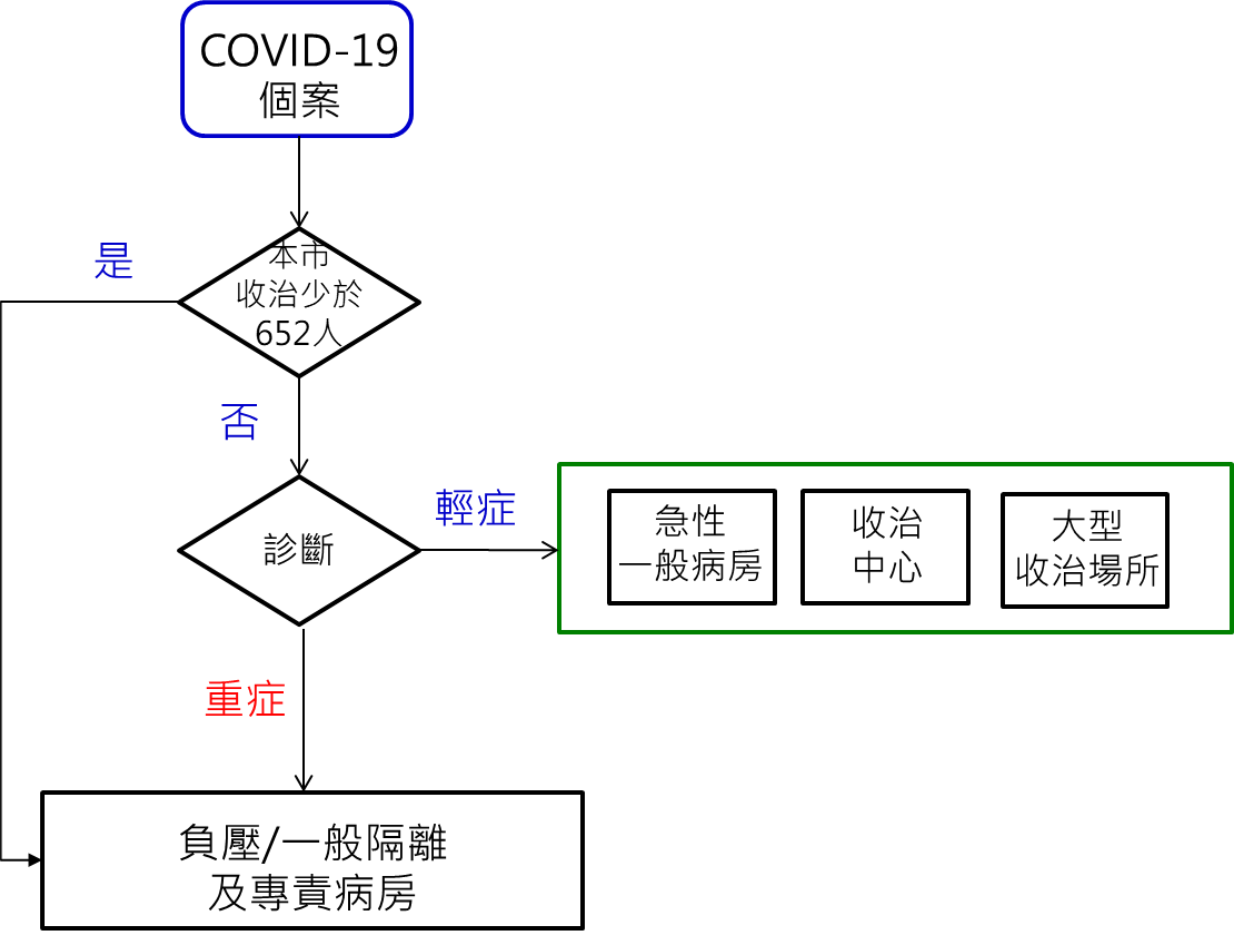 COVID-19
個案
是
本市
收治少於
652人
否
診斷
輕症
急性
一般病房
收治
中心
大型
收治場所
重症
負壓/一般隔離
及專責病房